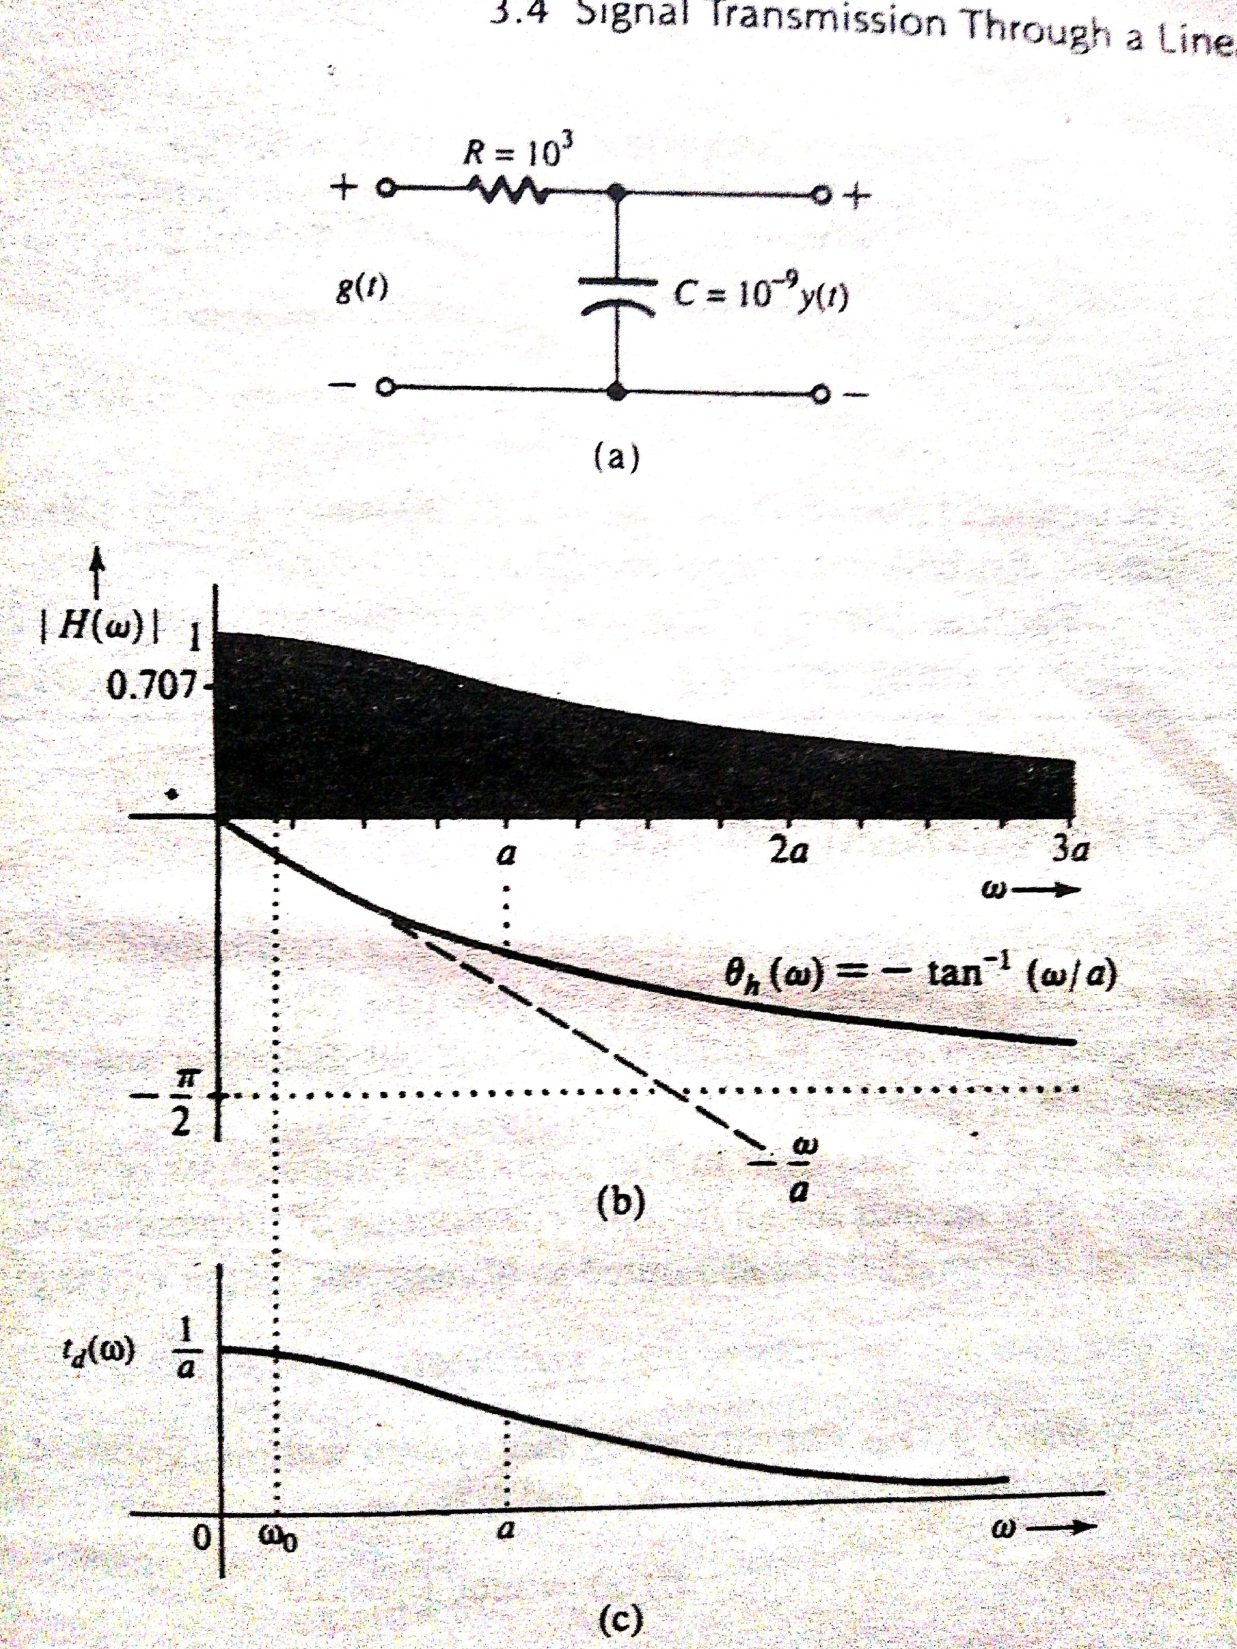 3.4 Signal Transmission Through a Line
R = 10³
+ +
g(t) C = 10⁻⁹ y(t)
− −
(a)
|H(ω)| 1
0.707
a 2a 3a
ω
θₕ(ω) = − tan⁻¹ (ω/a)
− π/2
− ω/a
(b)
t_d(ω) 1/a
0 ω₀ a ω
(c)